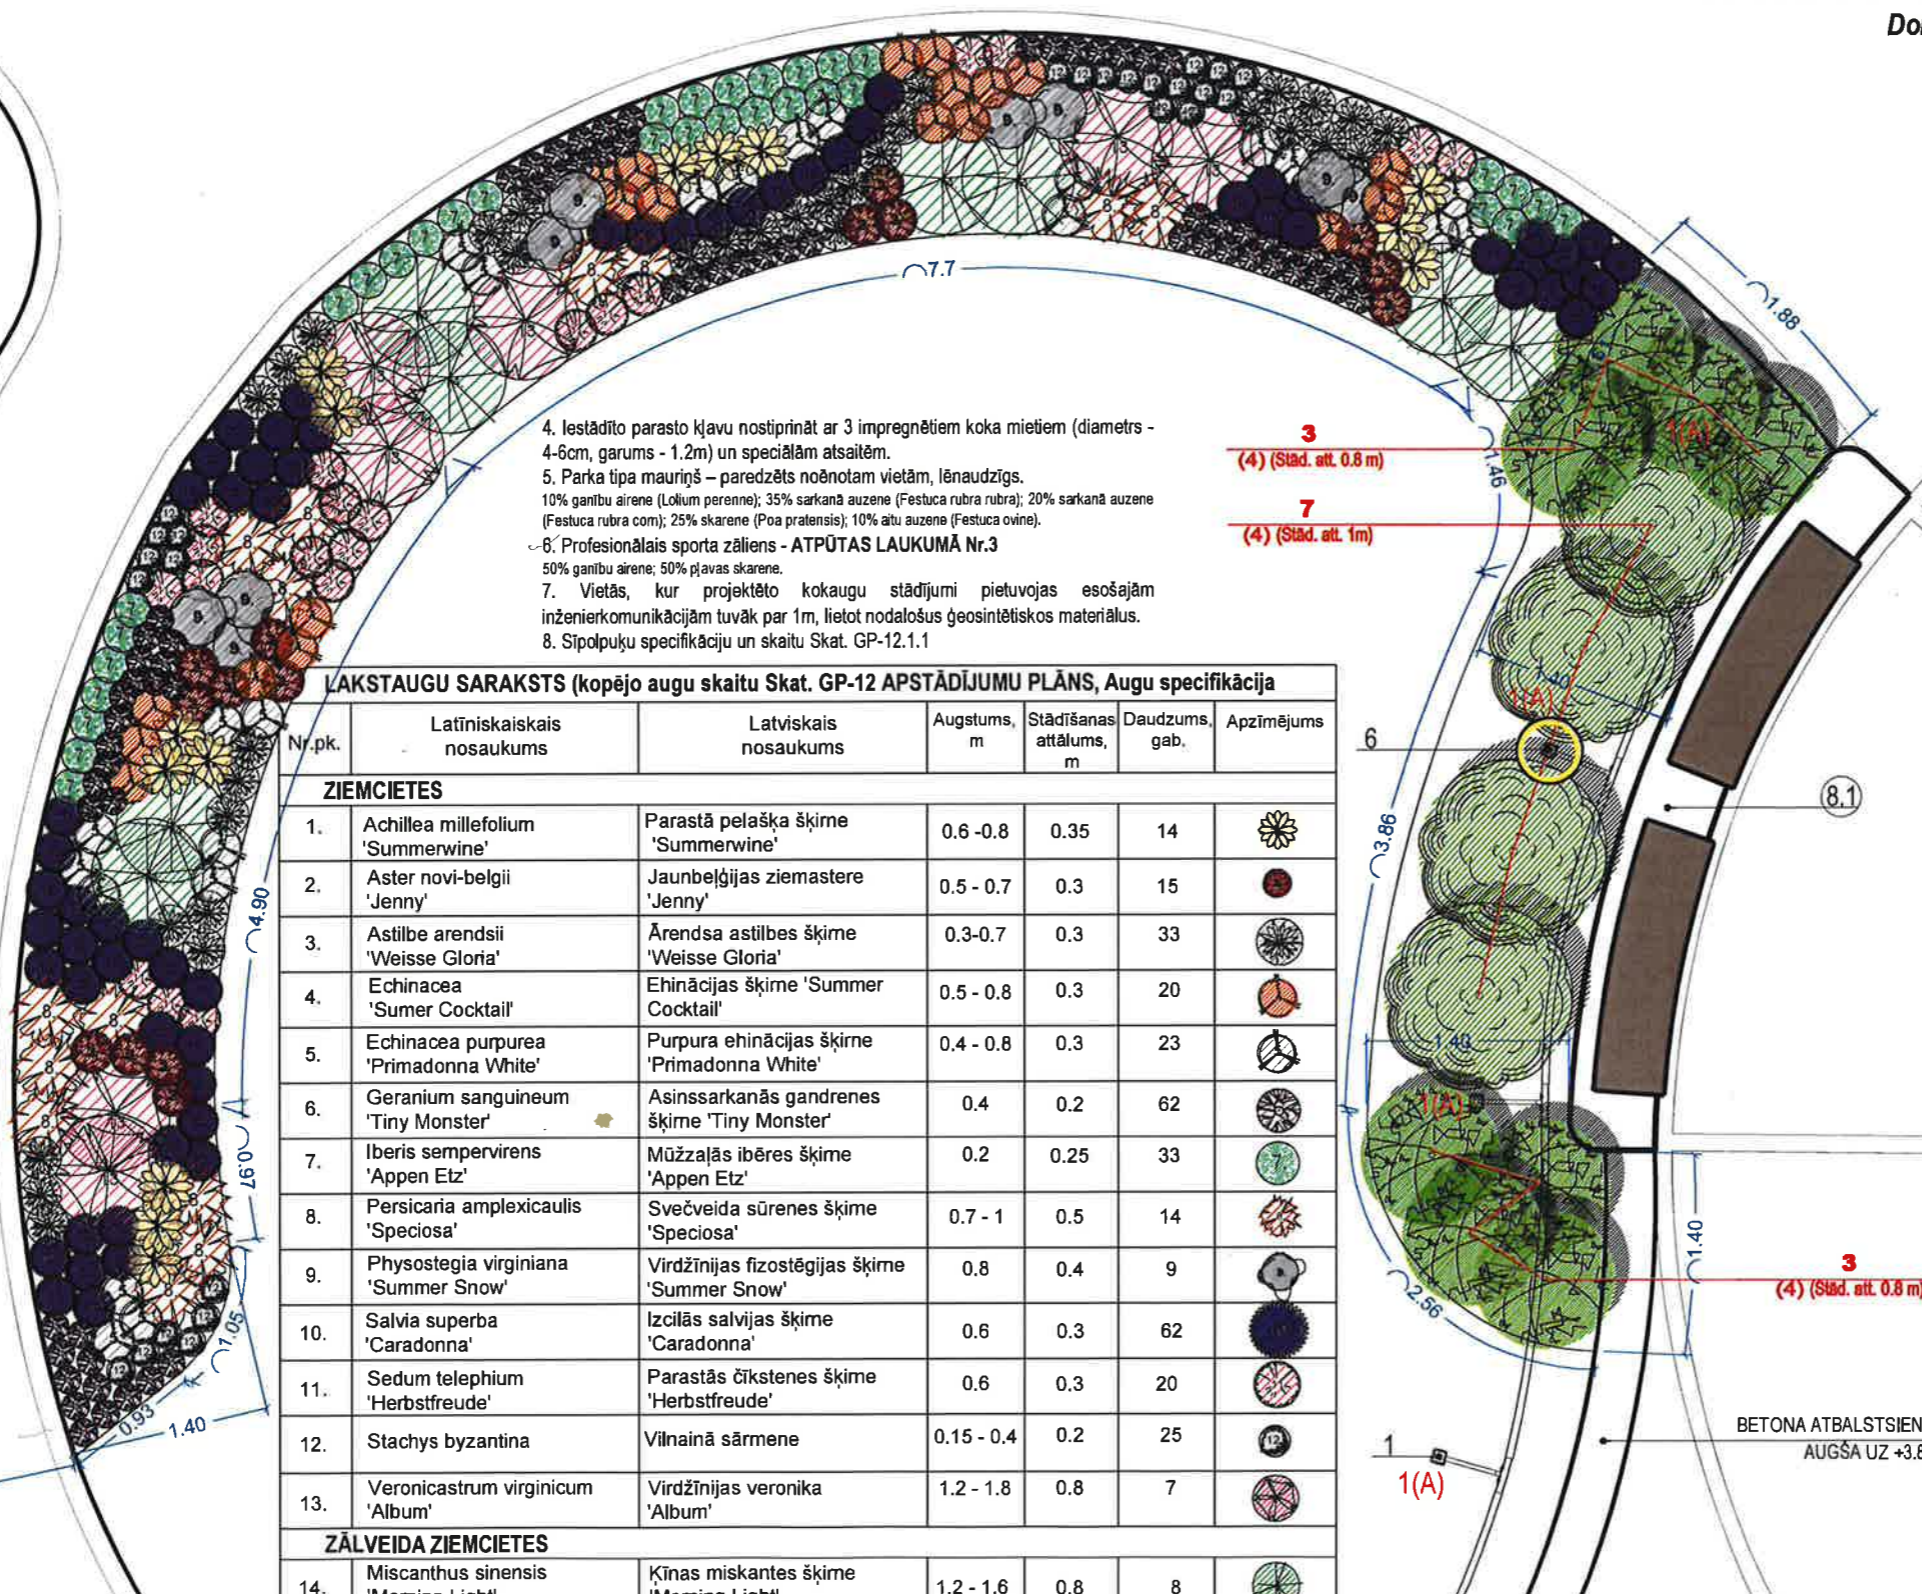 4. Iestādīto parasto kļavu nostiprināt ar 3 impregnētiem koka mietiem (diametrs -
4-6cm, garums - 1.2m) un speciālām atsaitēm.
5. Parka tipa mauriņš – paredzēts noēnotam vietām, lēnaudzīgs.
10% ganību airene (Lolium perenne); 35% sarkanā auzene (Festuca rubra rubra); 20% sarkanā auzene
(Festuca rubra com); 25% skarene (Poa pratensis); 10% aitu auzene (Festuca ovine).
6. Profesionālais sporta zāliens - ATPŪTAS LAUKUMĀ Nr.3
50% ganību airene; 50% pļavas skarene.
7. Vietās, kur projektēto kokaugu stādījumi pietuvojas esošajām
inženierkomunikācijām tuvāk par 1m, lietot nodalošus ģeosintētiskos materiālus.
8. Sīpolpuķu specifikāciju un skaitu Skat. GP-12.1.1
LAKSTAUGU SARAKSTS (kopējo augu skaitu Skat. GP-12 APSTĀDĪJUMU PLĀNS, Augu specifikācija
Nr.pk. Latīniskaiskais nosaukums Latviskais nosaukums Augstums, m Stādīšanas attālums, m Daudzums, gab. Apzīmējums
ZIEMCIETES
1. Achillea millefolium 'Summerwine' Parastā pelašķa šķirne 'Summerwine' 0.6 -0.8 0.35 14
2. Aster novi-belgii 'Jenny' Jaunbeļģijas ziemastere 'Jenny' 0.5 - 0.7 0.3 15
3. Astilbe arendsii 'Weisse Gloria' Ārendsa astilbes šķirne 'Weisse Gloria' 0.3-0.7 0.3 33
4. Echinacea 'Sumer Cocktail' Ehinācijas šķirne 'Summer Cocktail' 0.5 - 0.8 0.3 20
5. Echinacea purpurea 'Primadonna White' Purpura ehinācijas šķirne 'Primadonna White' 0.4 - 0.8 0.3 23
6. Geranium sanguineum 'Tiny Monster' Asinssarkanās gandrenes šķirne 'Tiny Monster' 0.4 0.2 62
7. Iberis sempervirens 'Appen Etz' Mūžzaļās ibēres šķirne 'Appen Etz' 0.2 0.25 33 7
8. Persicaria amplexicaulis 'Speciosa' Svečveida sūrenes šķirne 'Speciosa' 0.7 - 1 0.5 14
9. Physostegia virginiana 'Summer Snow' Virdžīnijas fizostēgijas šķirne 'Summer Snow' 0.8 0.4 9
10. Salvia superba 'Caradonna' Izcilās salvijas šķirne 'Caradonna' 0.6 0.3 62
11. Sedum telephium 'Herbstfreude' Parastās čīkstenes šķirne 'Herbstfreude' 0.6 0.3 20
12. Stachys byzantina Vilnainā sārmene 0.15 - 0.4 0.2 25 12
13. Veronicastrum virginicum 'Album' Virdžīnijas veronika 'Album' 1.2 - 1.8 0.8 7
ZĀLVEIDA ZIEMCIETES
14. Miscanthus sinensis 'Morning Light' Ķīnas miskantes šķirne 'Morning Light' 1.2 - 1.6 0.8 8
7.7
1.88
1.46
3
(4) (Stād. att. 0.8 m)
7
(4) (Stād. att. 1m)
1(A)
1.40
1(A)
6
8.1
3.86
4.90
1.43
1(A)
0.97
1.40
2.56
3
(4) (Stād. att. 0.8 m)
1.05
0.93
1.40
1
1(A)
BETONA ATBALSTSIEN
AUGŠA UZ +3.8